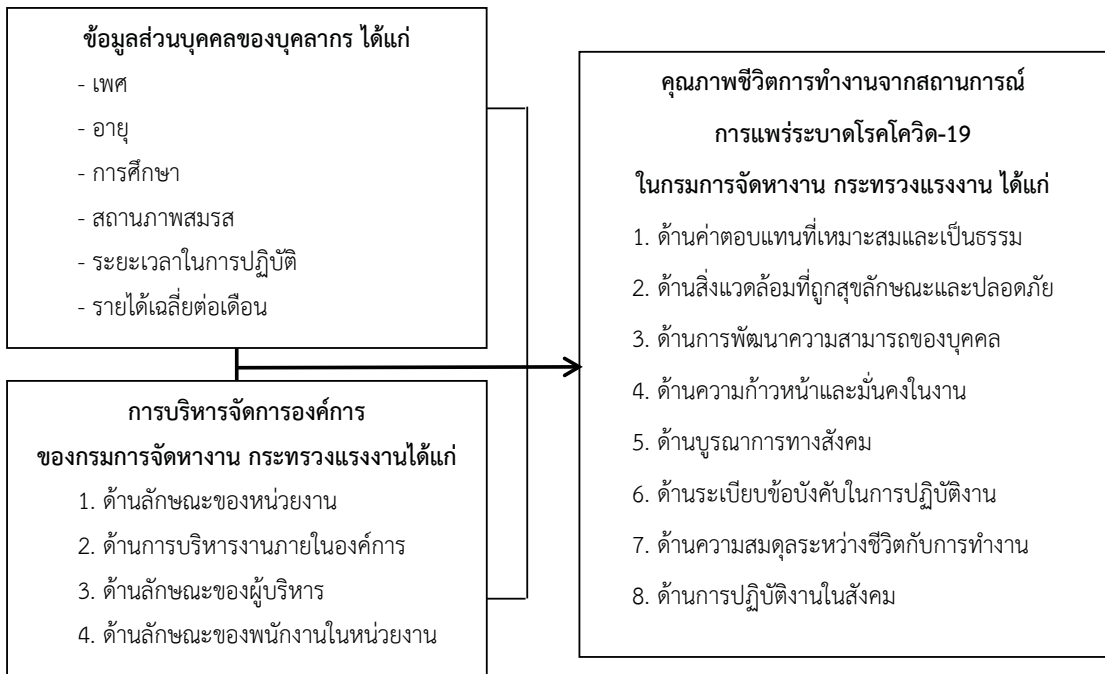 ข้อมูลส่วนบุคคลของบุคลากร ได้แก่
- เพศ
- อายุ
- การศึกษา
- สถานภาพสมรส
- ระยะเวลาในการปฏิบัติ
- รายได้เฉลี่ยต่อเดือน
การบริหารจัดการองค์การ
ของกรมการจัดหางาน กระทรวงแรงงานได้แก่
1. ด้านลักษณะของหน่วยงาน
2. ด้านการบริหารงานภายในองค์การ
3. ด้านลักษณะของผู้บริหาร
4. ด้านลักษณะของพนักงานในหน่วยงาน
คุณภาพชีวิตการทำงานจากสถานการณ์
การแพร่ระบาดโรคโควิด-19
ในกรมการจัดหางาน กระทรวงแรงงาน ได้แก่
1. ด้านค่าตอบแทนที่เหมาะสมและเป็นธรรม
2. ด้านสิ่งแวดล้อมที่ถูกสุขลักษณะและปลอดภัย
3. ด้านการพัฒนาความสามารถของบุคคล
4. ด้านความก้าวหน้าและมั่นคงในงาน
5. ด้านบูรณาการทางสังคม
6. ด้านระเบียบข้อบังคับในการปฏิบัติงาน
7. ด้านความสมดุลระหว่างชีวิตกับการทำงาน
8. ด้านการปฏิบัติงานในสังคม